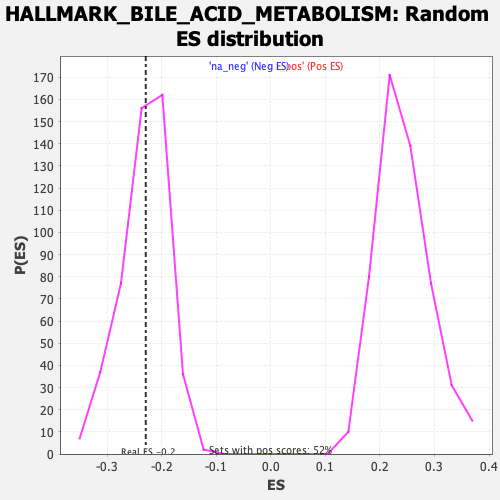 HALLMARK_BILE_ACID_METABOLISM: Random
ES distribution
'na_neg' (Neg ES) pos' (Pos ES)
170
160
150
140
130
120
110
100
90
80
70
60
50
40
30
20
10
0
P(ES)
Real ES -0.2
Sets with pos scores: 52%
-0.3 -0.2 -0.1 0.0 0.1 0.2 0.3 0.4
ES